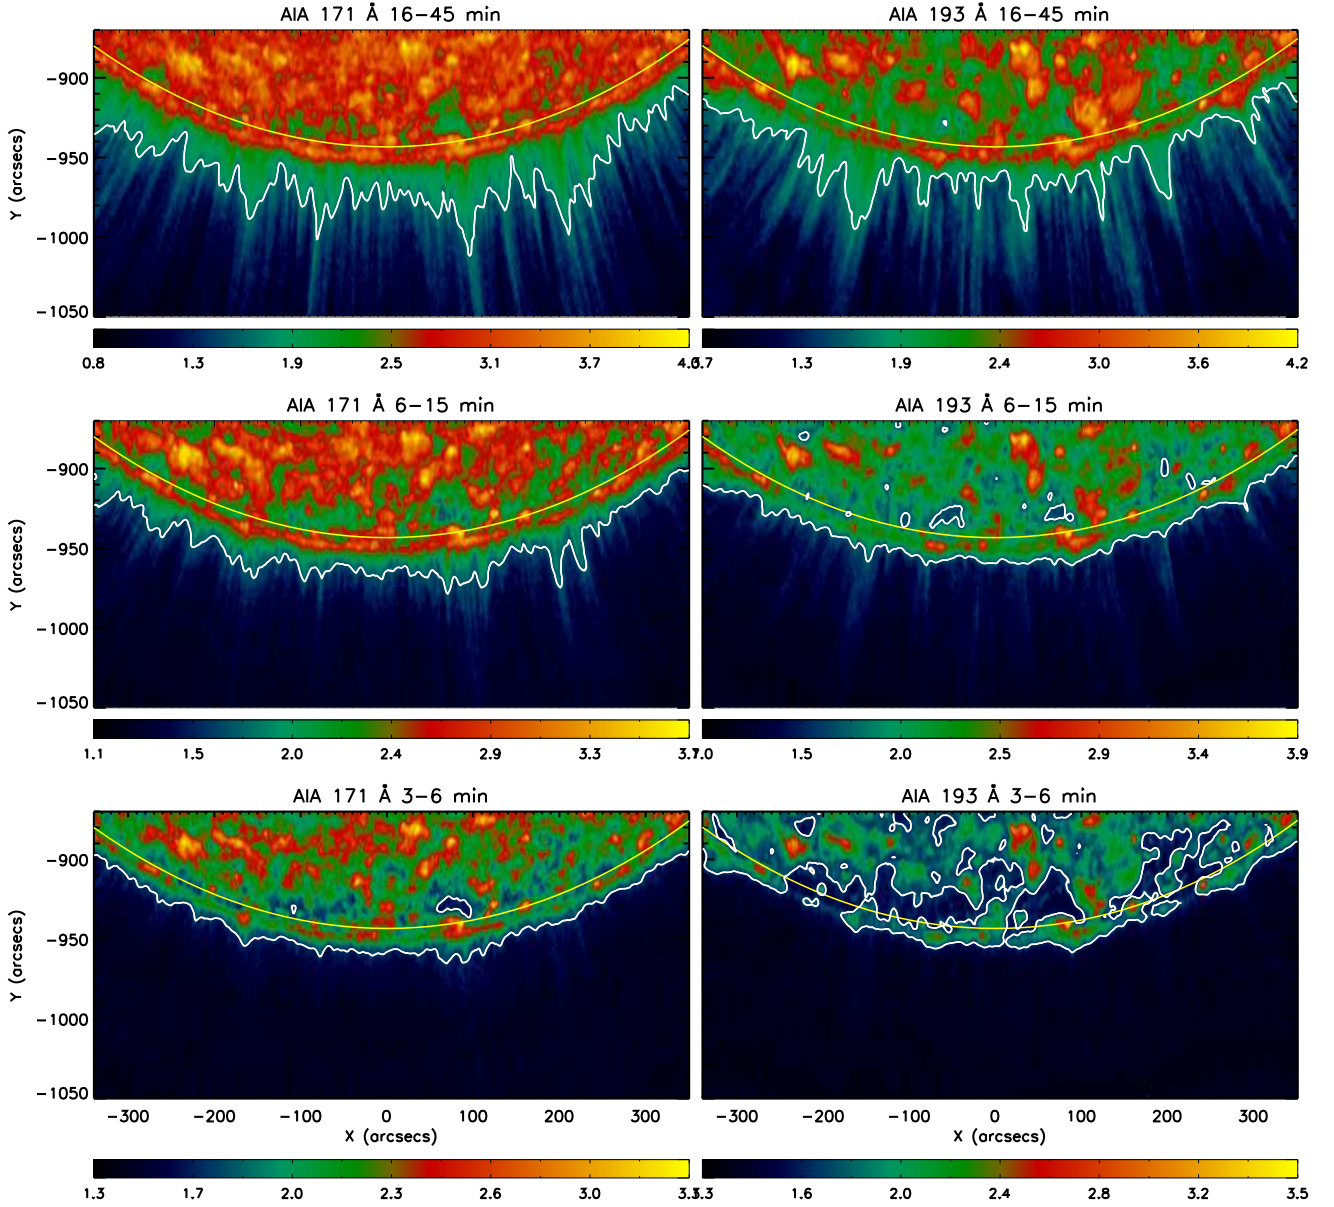 AIA 171 Å 16−45 min
AIA 193 Å 16−45 min
Y (arcsecs)
−900
−950
−1000
−1050
0.8 1.3 1.9 2.5 3.1 3.7
1.3 1.9 2.4 3.0 3.6 4.2
AIA 171 Å 6−15 min
AIA 193 Å 6−15 min
Y (arcsecs)
−900
−950
−1000
−1050
1.1 1.5 2.0 2.4 2.9 3.3
1.5 2.0 2.5 2.9 3.4 3.9
AIA 171 Å 3−6 min
AIA 193 Å 3−6 min
Y (arcsecs)
−900
−950
−1000
−1050
−300 −200 −100 0 100 200 300
−300 −200 −100 0 100 200 300
X (arcsecs)
X (arcsecs)
1.3 1.7 2.0 2.3 2.6 3.0
1.6 2.0 2.4 2.8 3.2 3.5